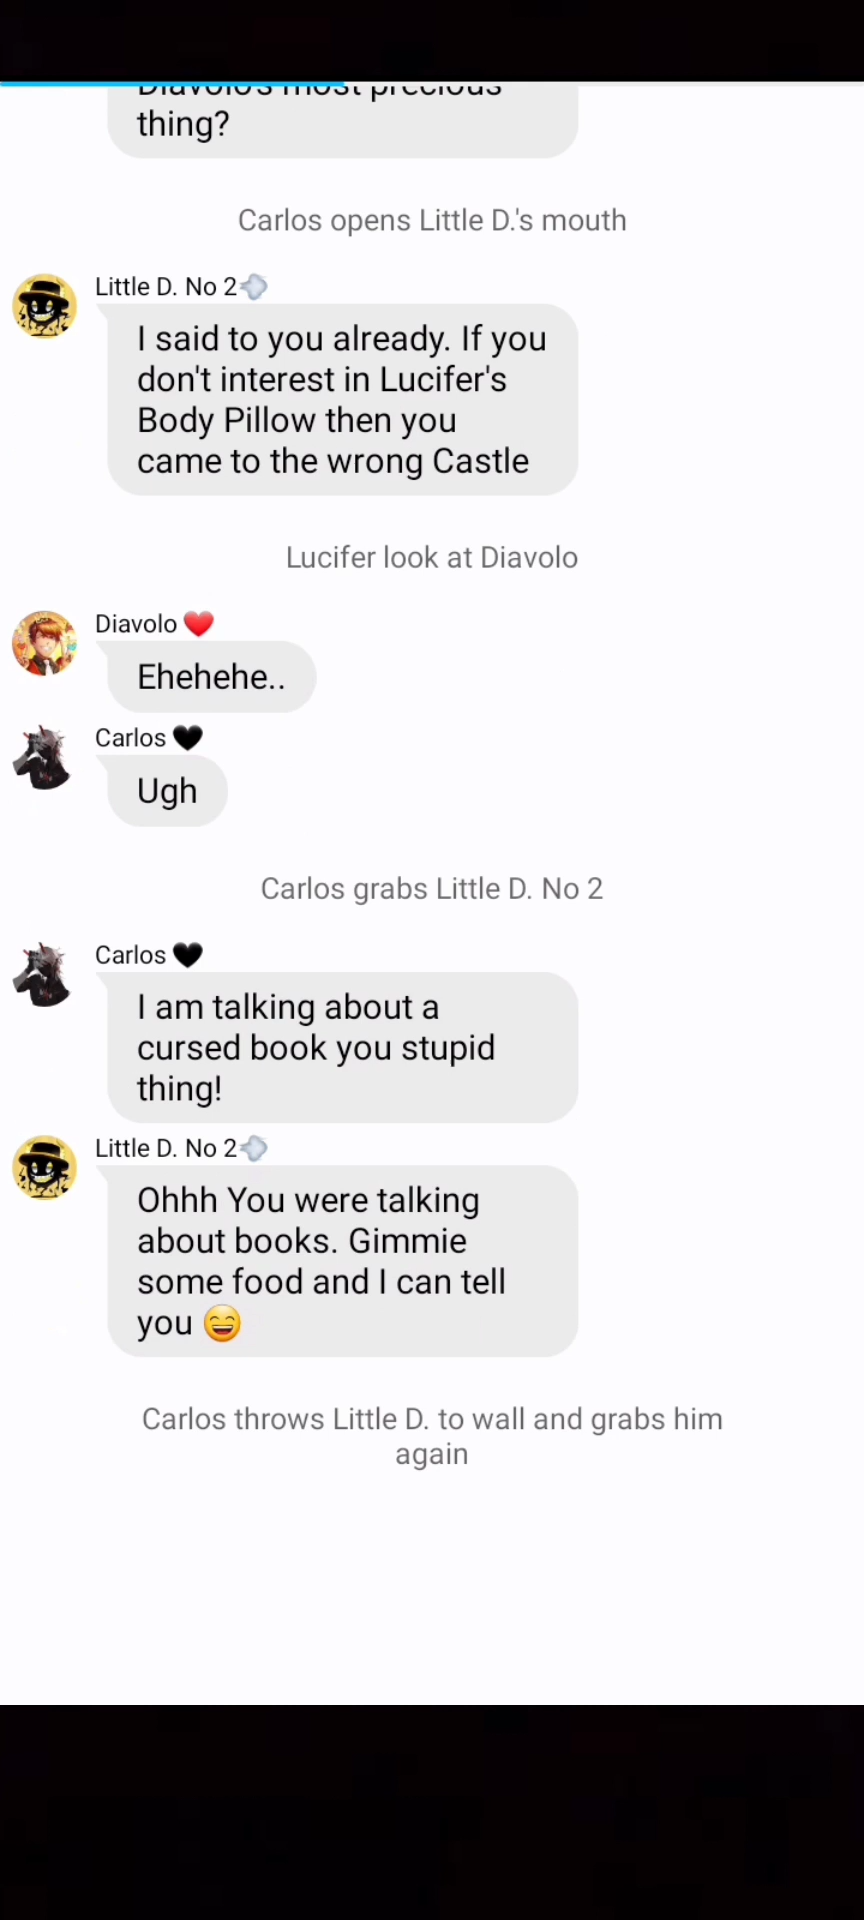 Diavolo's most precious
thing?
Carlos opens Little D.'s mouth
Little D. No 2💨
I said to you already. If you
don't interest in Lucifer's
Body Pillow then you
came to the wrong Castle
Lucifer look at Diavolo
Diavolo ❤️
Ehehehe..
Carlos 🖤
Ugh
Carlos grabs Little D. No 2
Carlos 🖤
I am talking about a
cursed book you stupid
thing!
Little D. No 2💨
Ohhh You were talking
about books. Gimmie
some food and I can tell
you 😄
Carlos throws Little D. to wall and grabs him
again